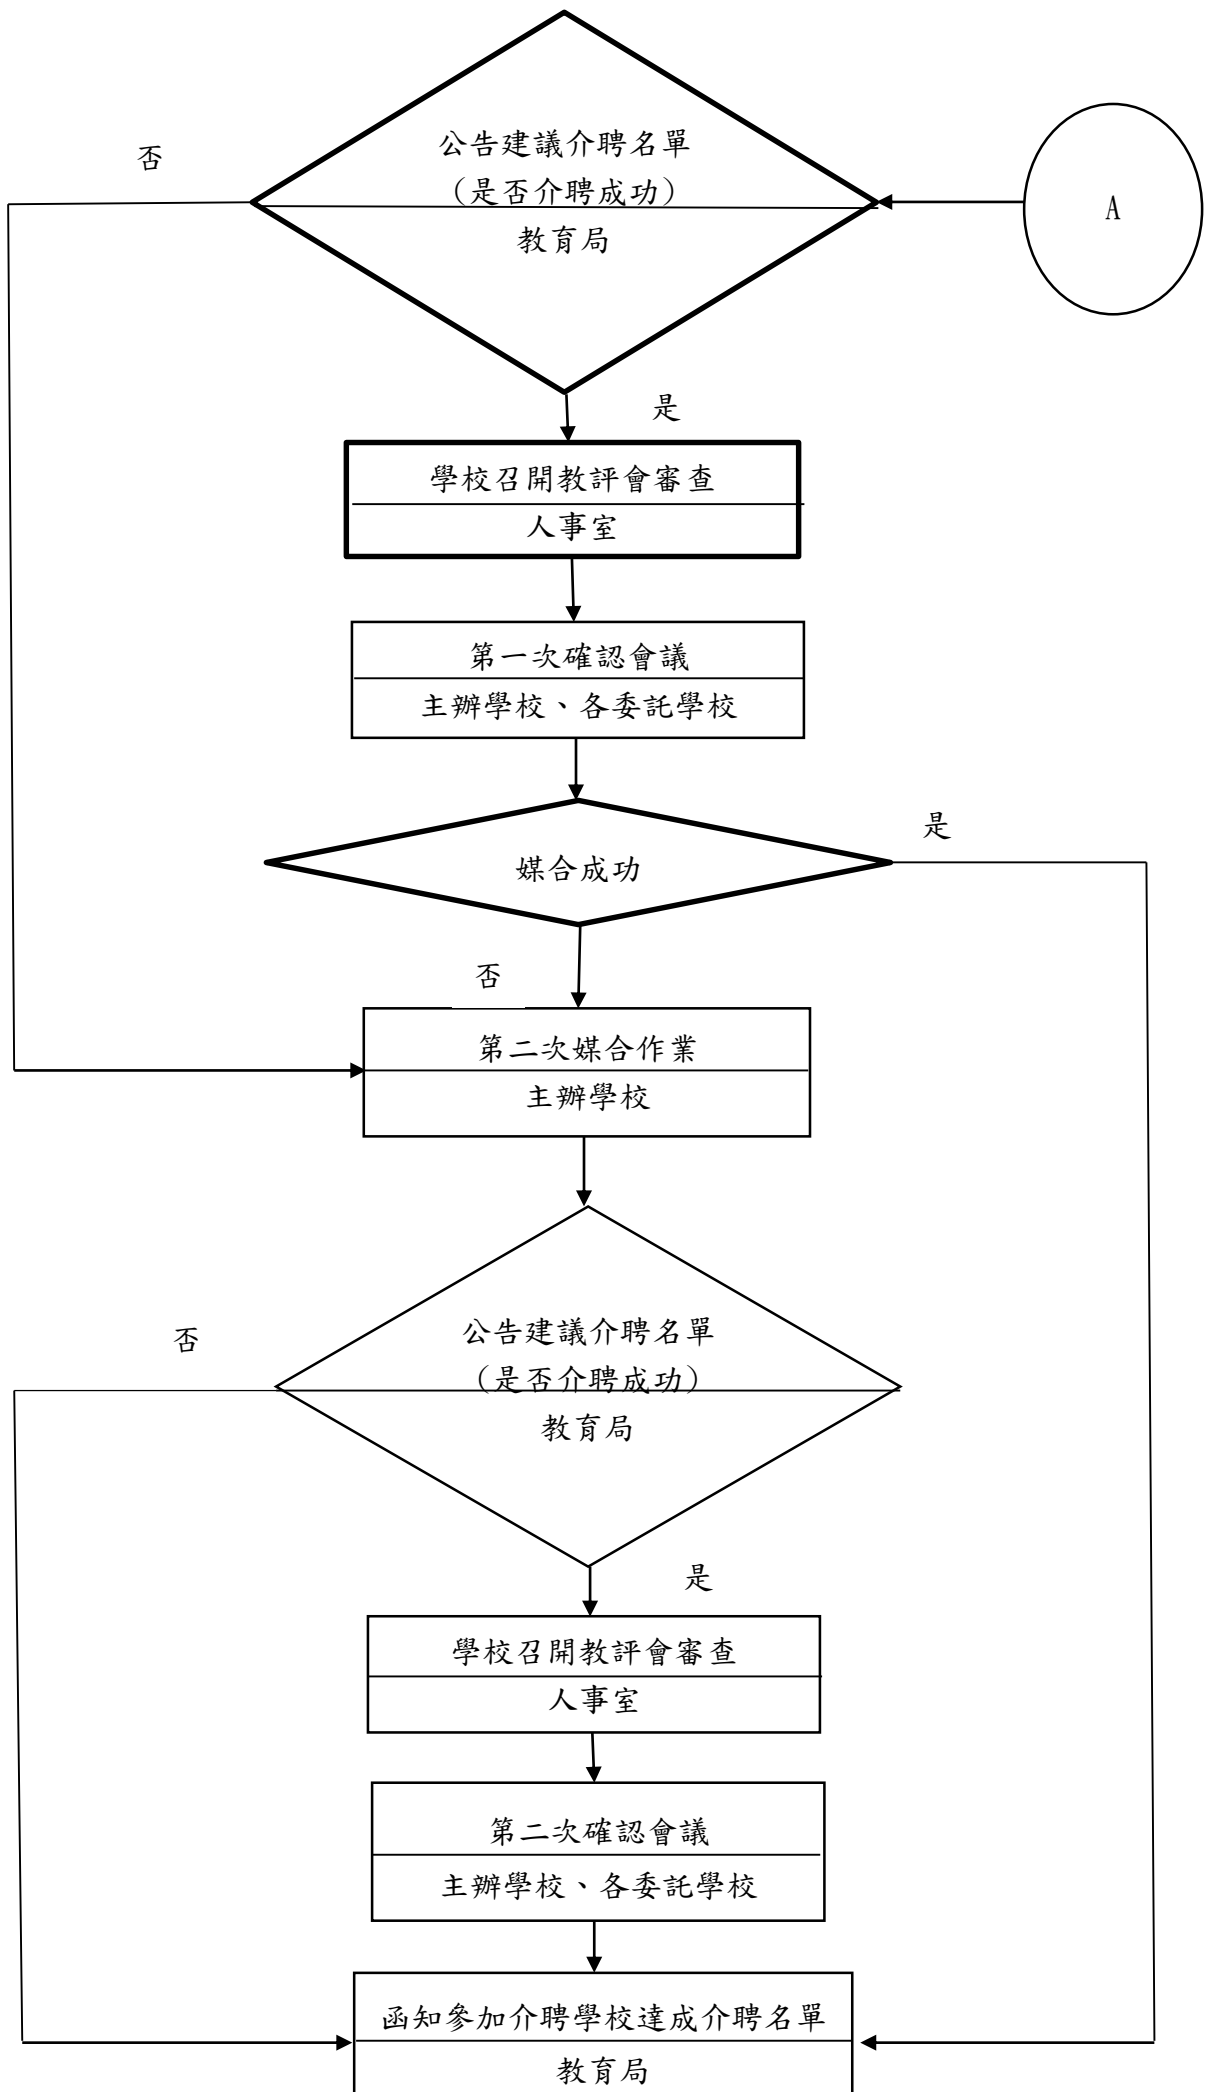 公告建議介聘名單
(是否介聘成功)
教育局
否
A
是
學校召開教評會審查
人事室
第一次確認會議
主辦學校、各委託學校
是
媒合成功
否
第二次媒合作業
主辦學校
公告建議介聘名單
(是否介聘成功)
教育局
否
是
學校召開教評會審查
人事室
第二次確認會議
主辦學校、各委託學校
函知參加介聘學校達成介聘名單
教育局